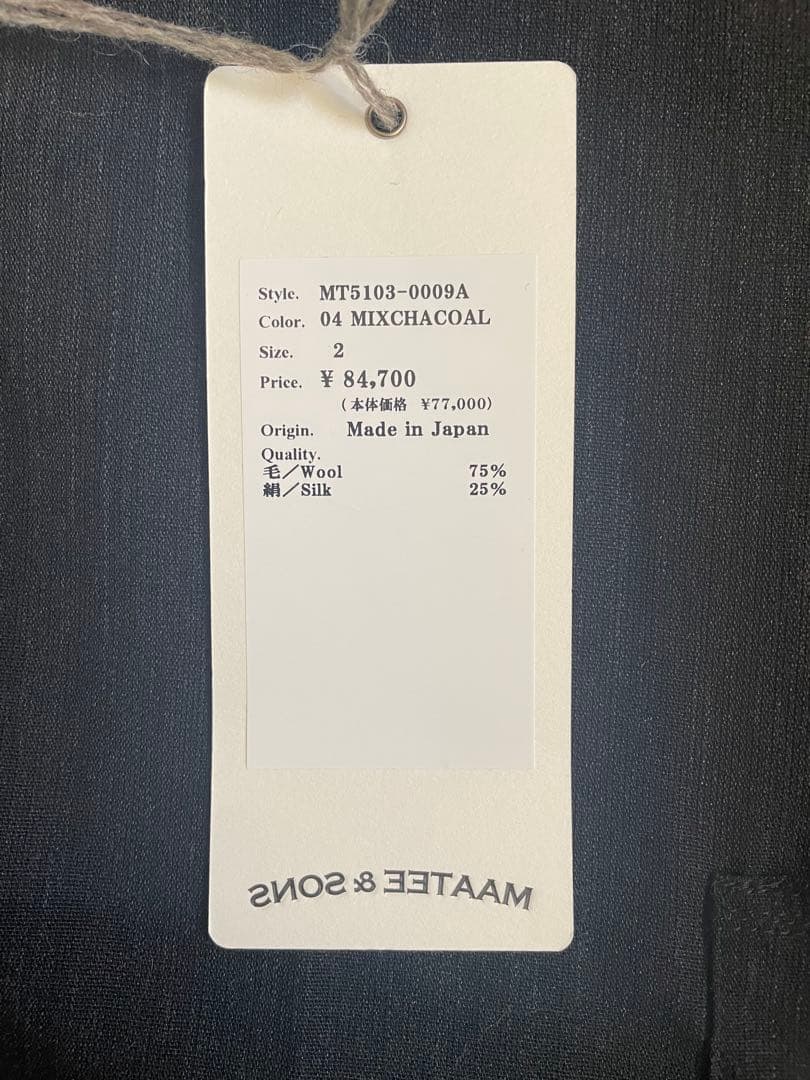 Style. MT5103-0009A
Color. 04 MIXCHACOAL
Size. 2
Price. ¥ 84,700
(本体価格 ¥77,000)
Origin. Made in Japan
Quality.
毛／Wool 75%
絹／Silk 25%
MAATEE & SONS